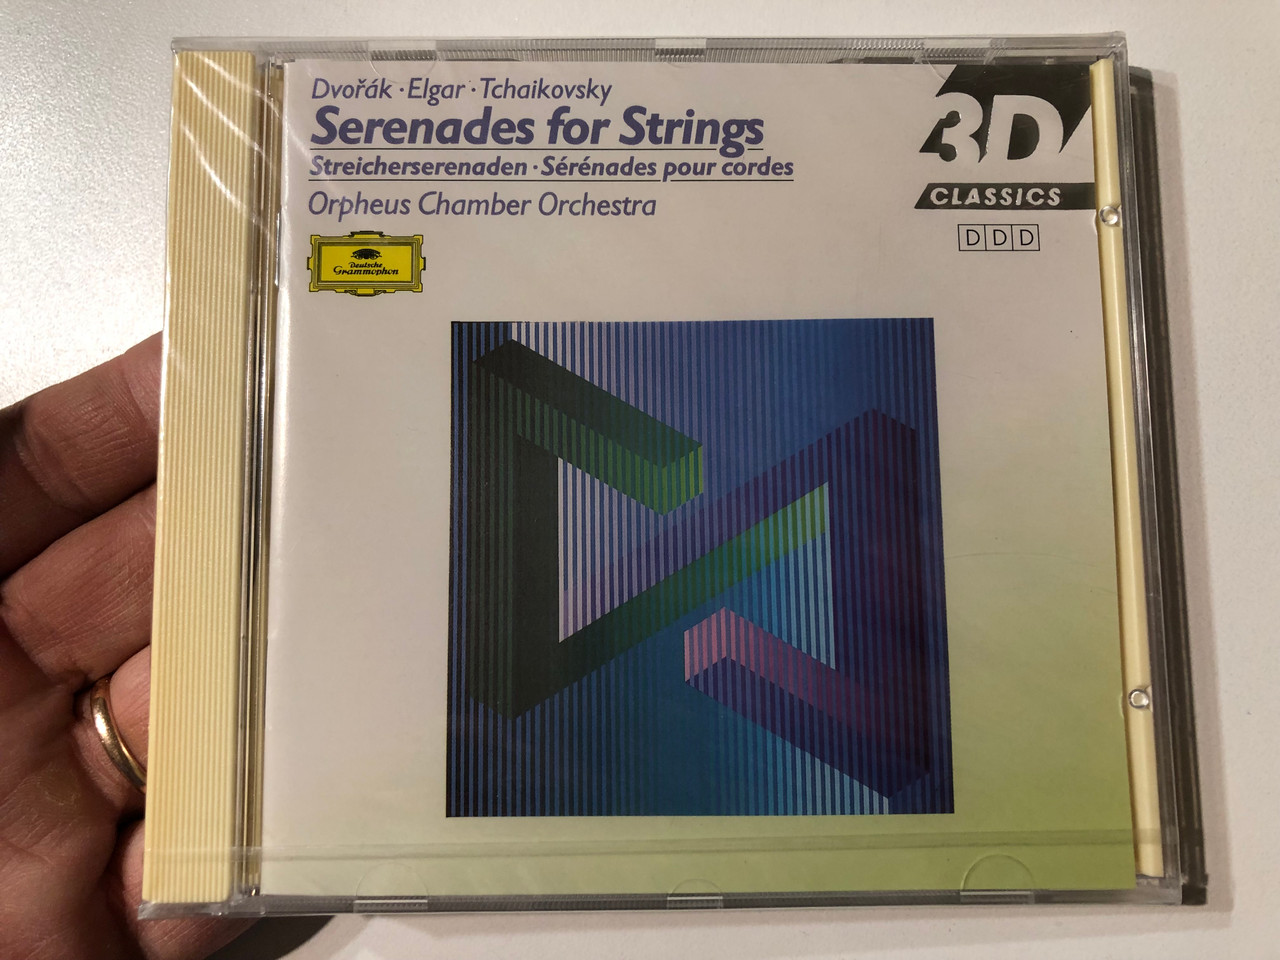 Dvořák · Elgar · Tchaikovsky
Serenades for Strings
Streicherserenaden · Sérénades pour cordes
Orpheus Chamber Orchestra
Deutsche
Grammophon
3D
CLASSICS
DDD